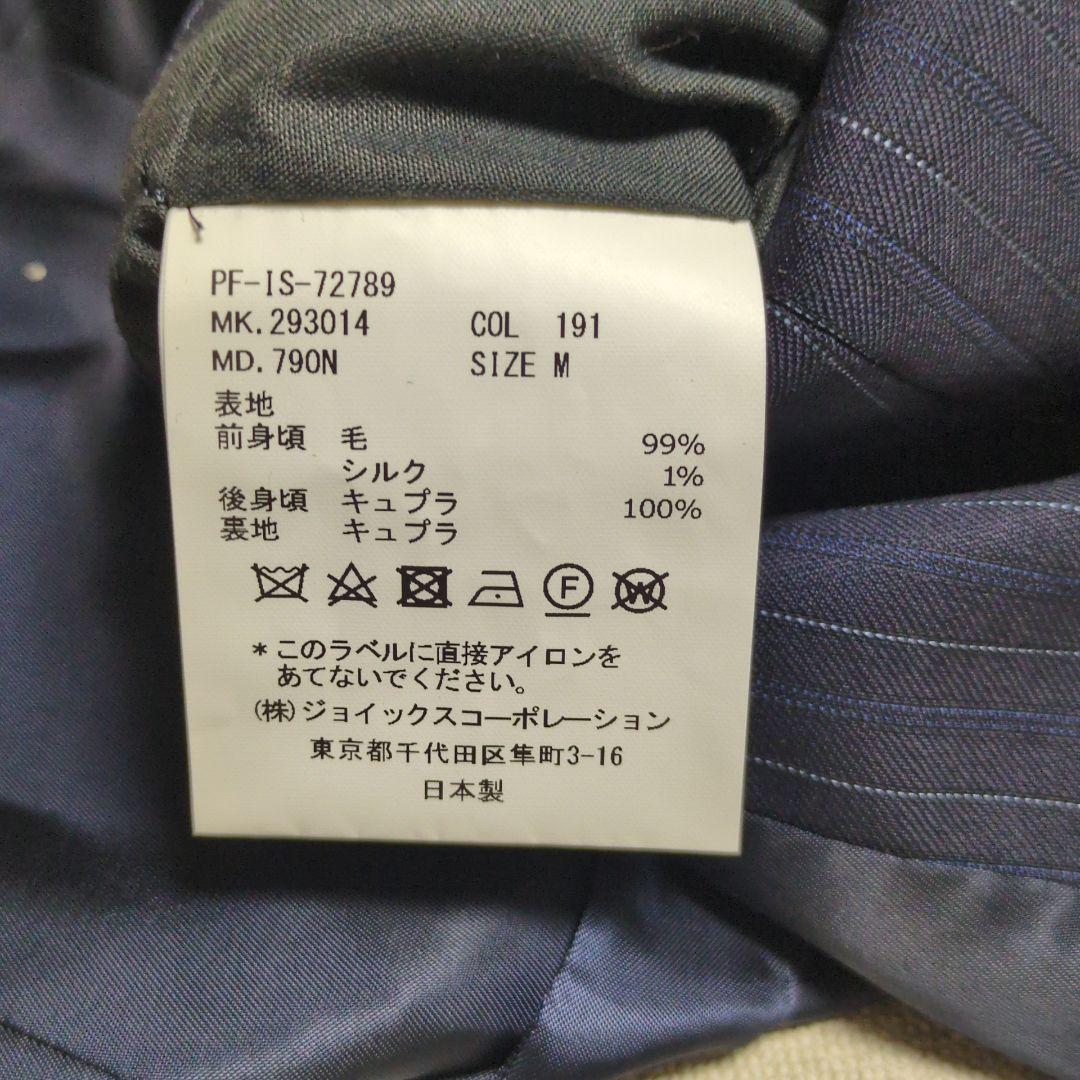 PF-IS-72789
MK.293014 COL 191
MD.790N SIZE M
表地
前身頃 毛 99%
シルク 1%
後身頃 キュプラ 100%
裏地 キュプラ
F W
*このラベルに直接アイロンを
あてないでください。
(株)ジョイックスコーポレーション
東京都千代田区隼町3-16
日本製